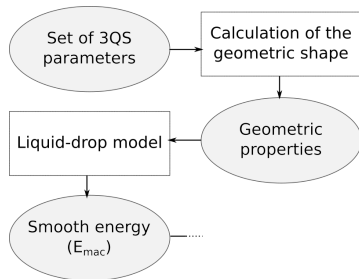 Set of 3QS
parameters
Calculation of the
geometric shape
Geometric
properties
Liquid-drop model
Smooth energy
(Emac)